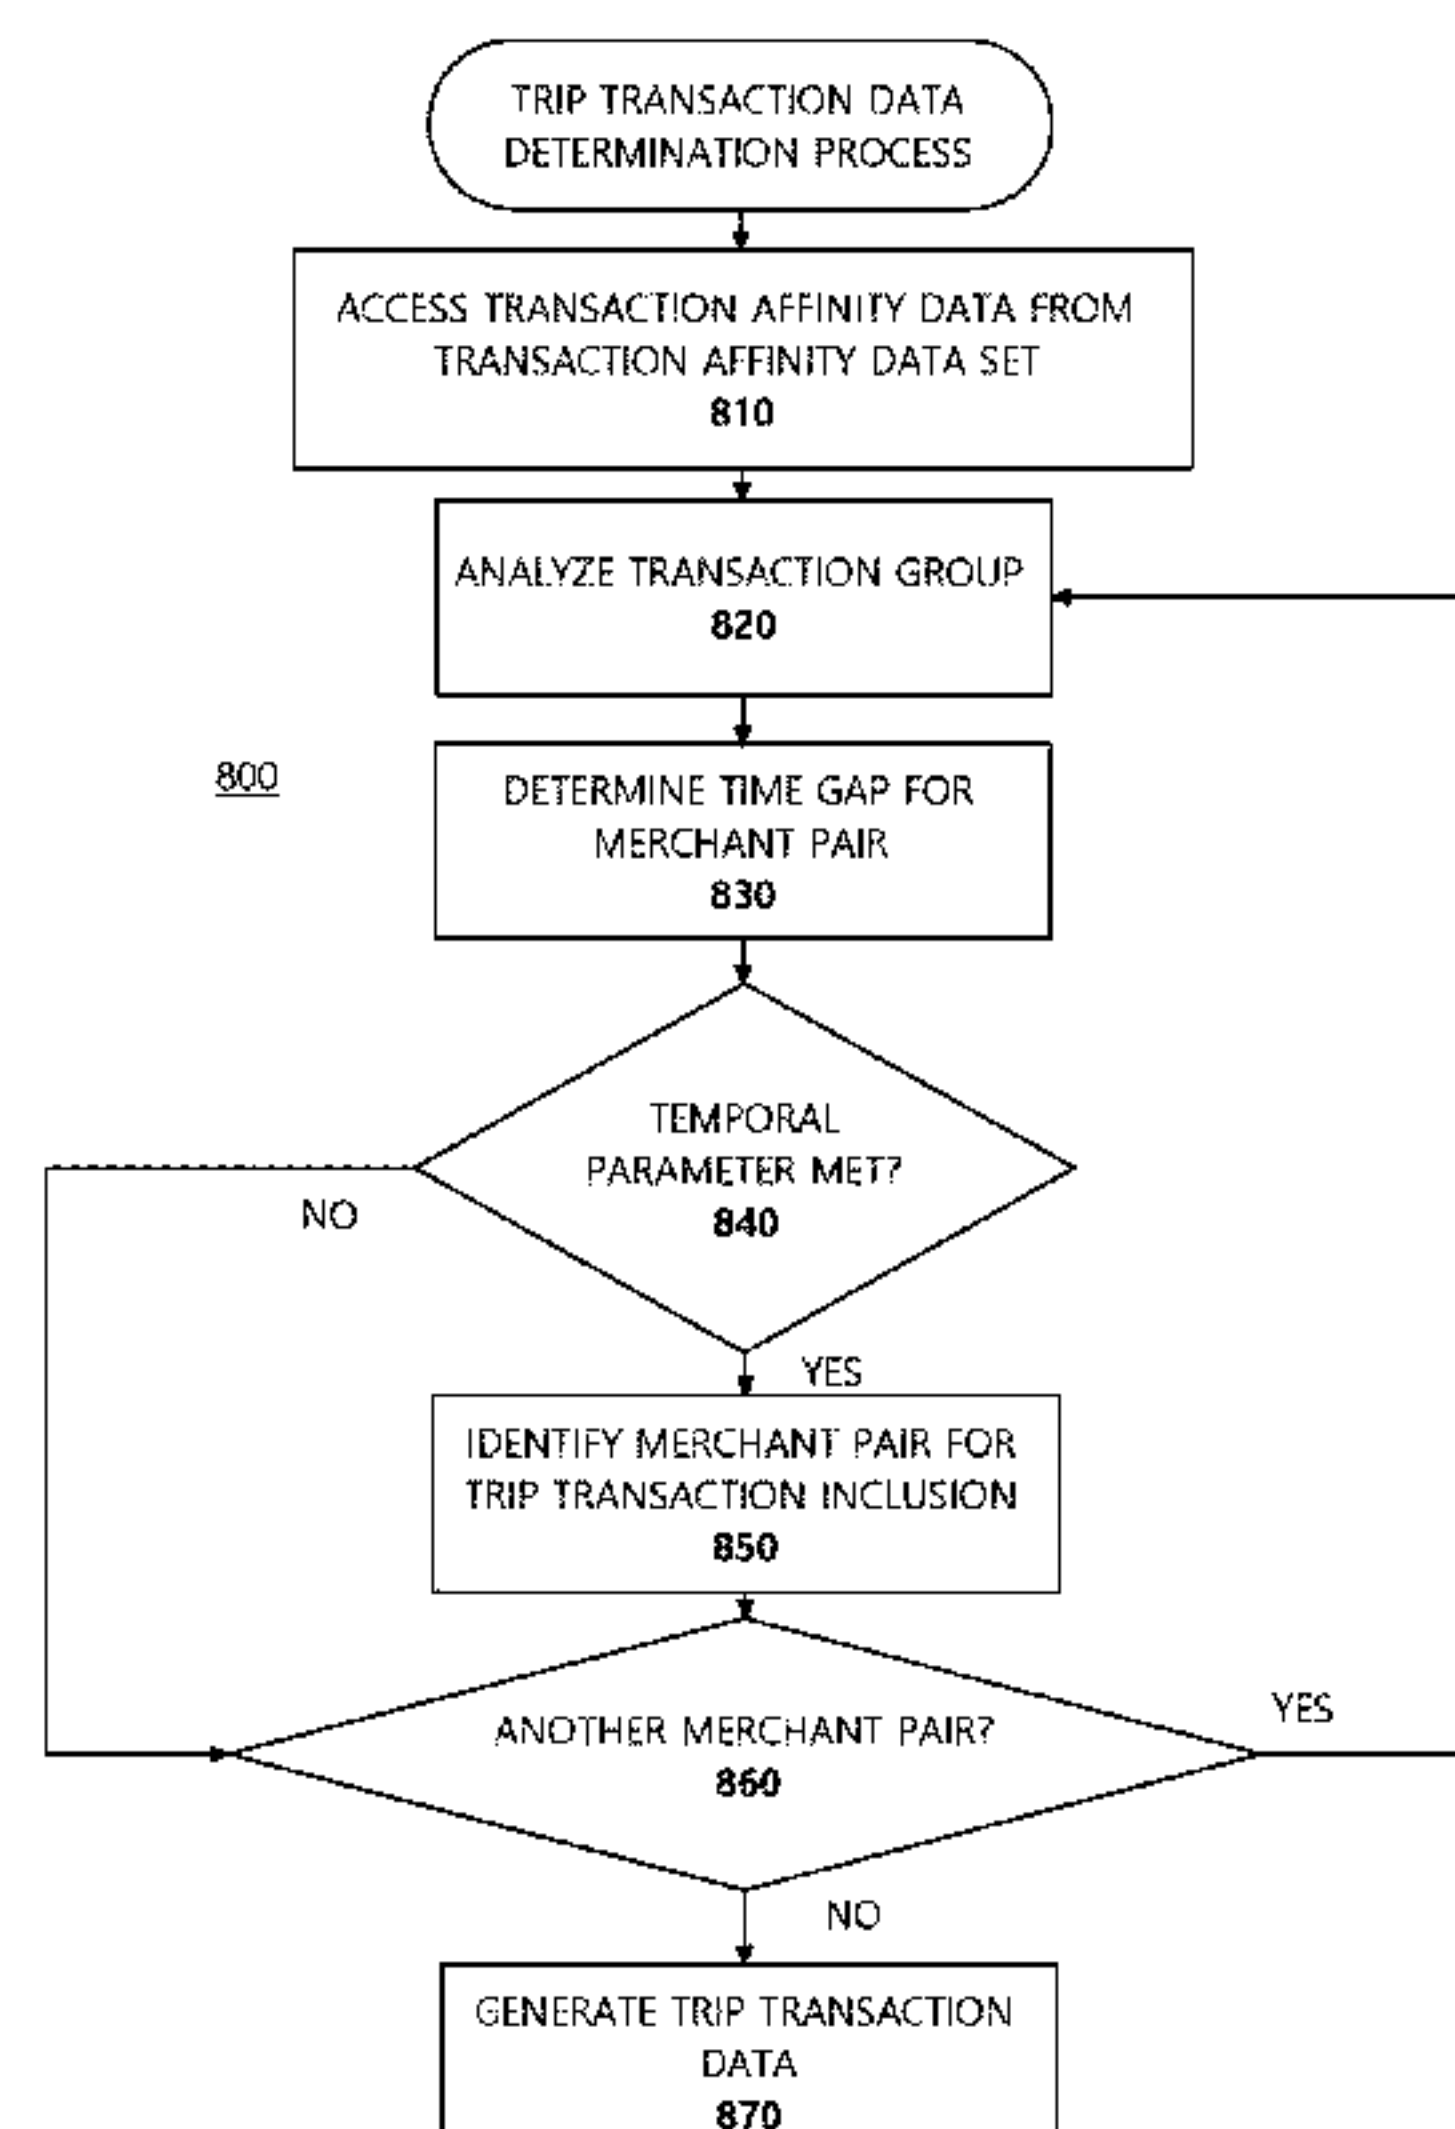 TRIP TRANSACTION DATA
DETERMINATION PROCESS
ACCESS TRANSACTION AFFINITY DATA FROM
TRANSACTION AFFINITY DATA SET
810
ANALYZE TRANSACTION GROUP
820
800
DETERMINE TIME GAP FOR
MERCHANT PAIR
830
TEMPORAL
PARAMETER MET?
840
NO
YES
IDENTIFY MERCHANT PAIR FOR
TRIP TRANSACTION INCLUSION
850
YES
ANOTHER MERCHANT PAIR?
860
NO
GENERATE TRIP TRANSACTION
DATA
870